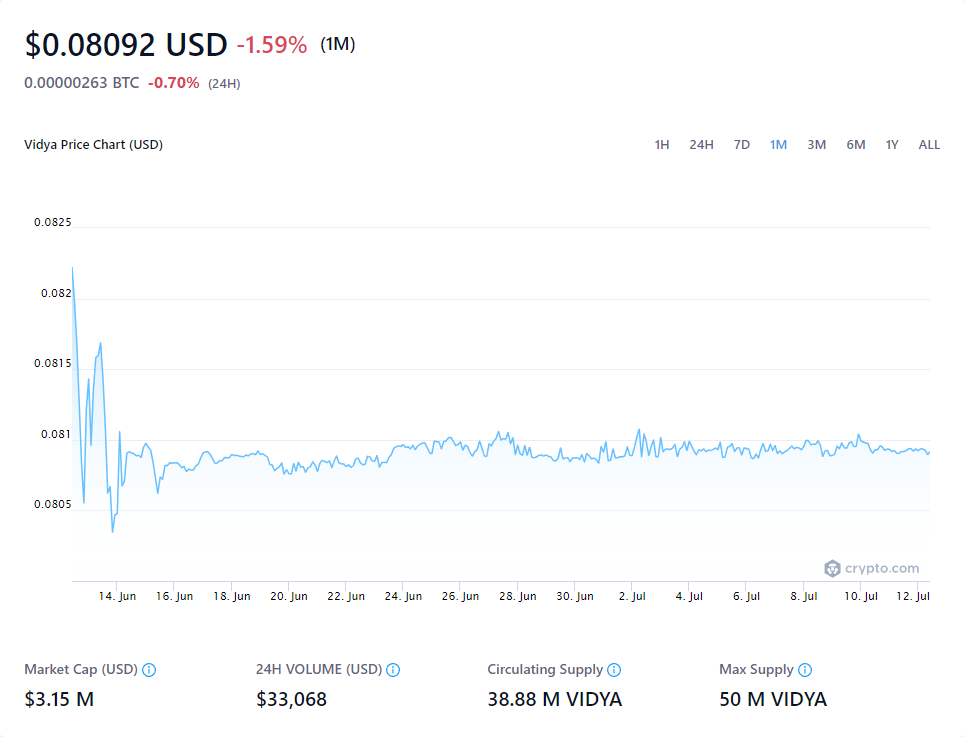 $0.08092 USD -1.59% (1M)
0.00000263 BTC -0.70% (24H)
Vidya Price Chart (USD) 1H 24H 7D 1M 3M 6M 1Y ALL
0.0825
0.082
0.0815
0.081
0.0805
crypto.com
14. Jun 16. Jun 18. Jun 20. Jun 22. Jun 24. Jun 26. Jun 28. Jun 30. Jun 2. Jul 4. Jul 6. Jul 8. Jul 10. Jul 12. Jul
Market Cap (USD) 24H VOLUME (USD) Circulating Supply Max Supply
$3.15 M $33,068 38.88 M VIDYA 50 M VIDYA